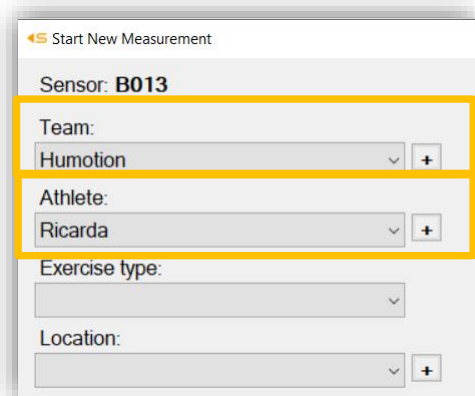 Start New Measurement
Sensor: B013
Team:
Humotion
+
Athlete:
Ricarda
+
Exercise type:
Location:
+